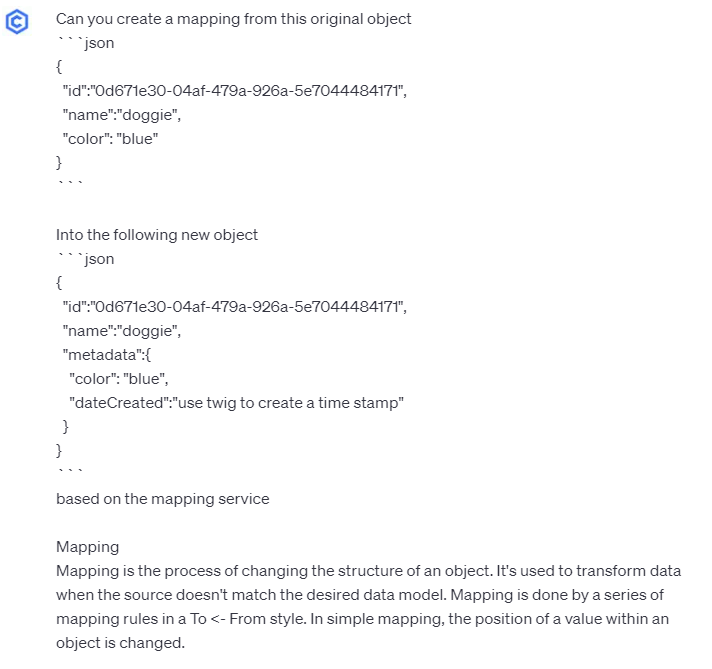 Can you create a mapping from this original object
```json
{
"id":"0d671e30-04af-479a-926a-5e7044484171",
"name":"doggie",
"color": "blue"
}
```
Into the following new object
```json
{
"id":"0d671e30-04af-479a-926a-5e7044484171",
"name":"doggie",
"metadata":{
"color": "blue",
"dateCreated":"use twig to create a time stamp"
}
}
```
based on the mapping service
Mapping
Mapping is the process of changing the structure of an object. It's used to transform data
when the source doesn't match the desired data model. Mapping is done by a series of
mapping rules in a To <- From style. In simple mapping, the position of a value within an
object is changed.